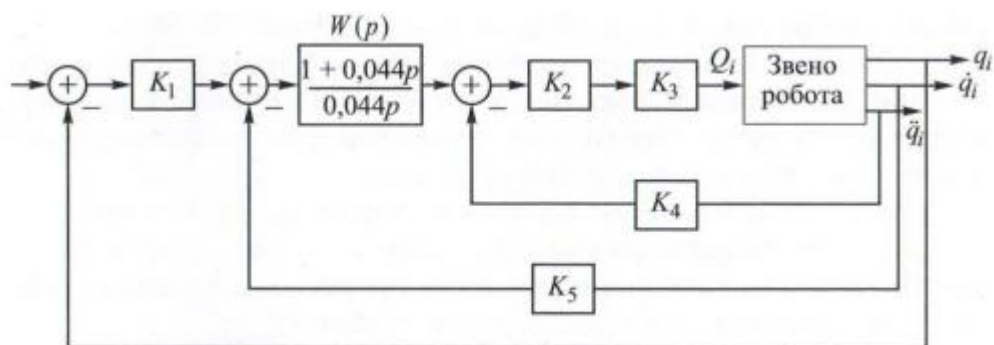 W(p)
+
−
K₁
+
−
1 + 0,044p
0,044p
+
−
K₂
K₃
Qᵢ
Звено
робота
qᵢ
q̇ᵢ
q̈ᵢ
K₄
K₅